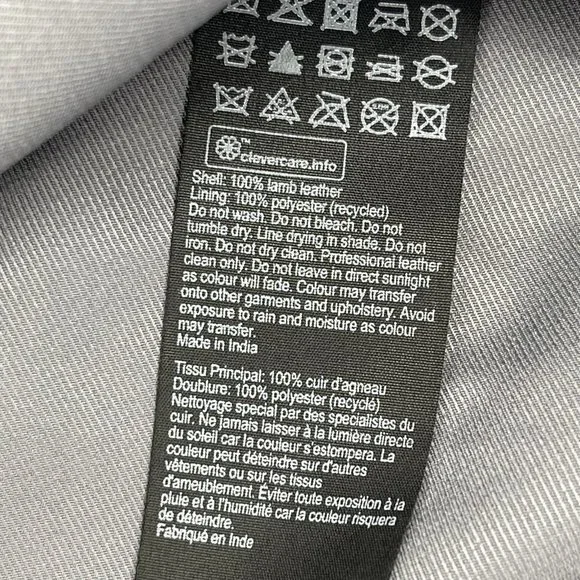 ™
clevercare.info
Shell: 100% lamb leather
Lining: 100% polyester (recycled)
Do not wash. Do not bleach. Do not
tumble dry. Line drying in shade. Do not
iron. Do not dry clean. Professional leather
clean only. Do not leave in direct sunlight
as colour will fade. Colour may transfer
onto other garments and upholstery. Avoid
exposure to rain and moisture as colour
may transfer.
Made in India
Tissu Principal: 100% cuir d'agneau
Doublure: 100% polyester (recyclé)
Nettoyage special par des specialistes du
cuir. Ne jamais laisser à la lumière directe
du soleil car la couleur s'estompera. La
couleur peut déteindre sur d'autres
vêtements ou sur les tissus
d'ameublement. Éviter toute exposition à la
pluie et à l'humidité car la couleur risquera
de déteindre.
Fabriqué en Inde